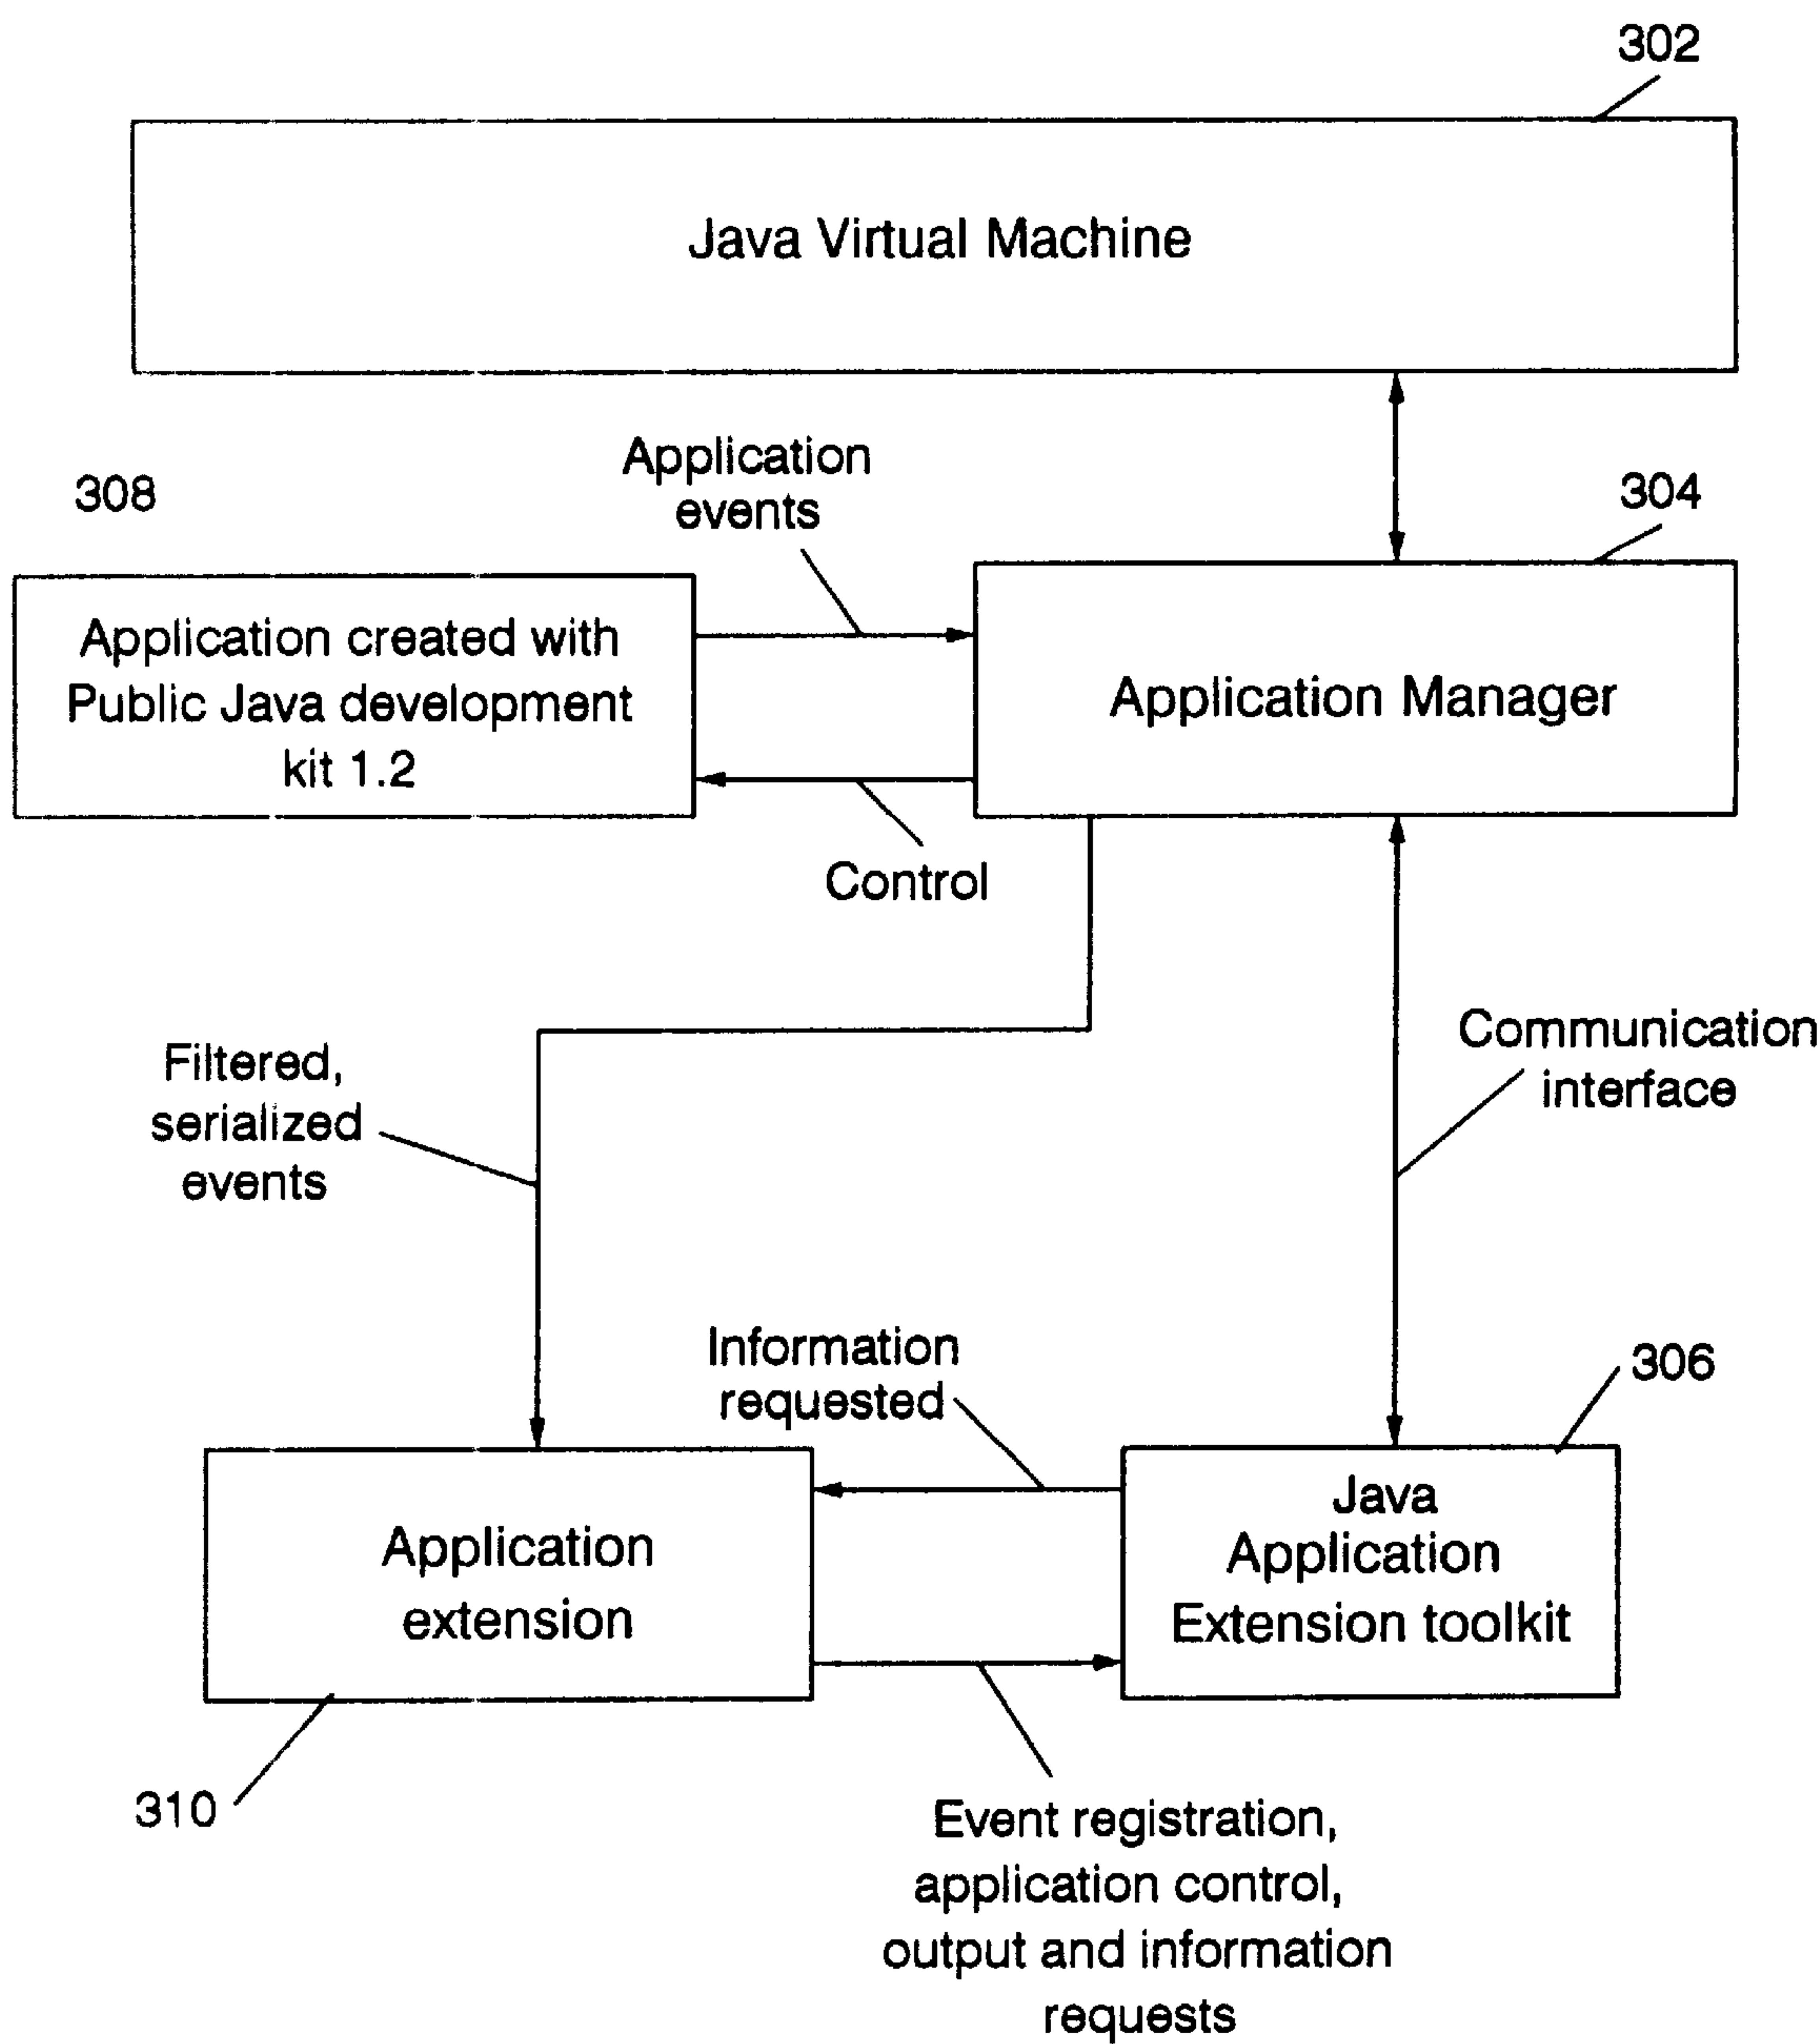 302
Java Virtual Machine
Application
events
308
304
Application created with
Public Java development
kit 1.2
Application Manager
Control
Communication
interface
Filtered,
serialized
events
Information
requested
306
Java
Application
Extension toolkit
Application
extension
310
Event registration,
application control,
output and information
requests